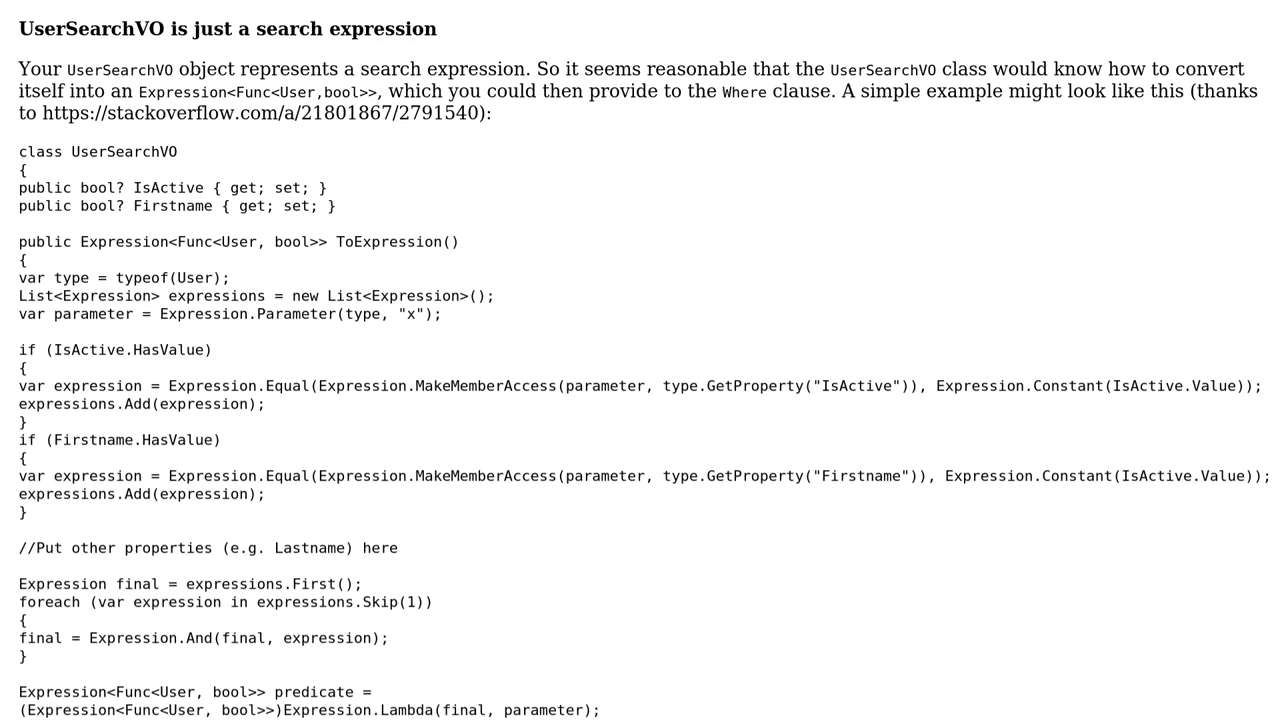 UserSearchVO is just a search expression
Your UserSearchVO object represents a search expression. So it seems reasonable that the UserSearchVO class would know how to convert
itself into an Expression<Func<User,bool>>, which you could then provide to the Where clause. A simple example might look like this (thanks
to https://stackoverflow.com/a/21801867/2791540):
class UserSearchVO
{
public bool? IsActive { get; set; }
public bool? Firstname { get; set; }
public Expression<Func<User, bool>> ToExpression()
{
var type = typeof(User);
List<Expression> expressions = new List<Expression>();
var parameter = Expression.Parameter(type, "x");
if (IsActive.HasValue)
{
var expression = Expression.Equal(Expression.MakeMemberAccess(parameter, type.GetProperty("IsActive")), Expression.Constant(IsActive.Value));
expressions.Add(expression);
}
if (Firstname.HasValue)
{
var expression = Expression.Equal(Expression.MakeMemberAccess(parameter, type.GetProperty("Firstname")), Expression.Constant(IsActive.Value));
expressions.Add(expression);
}
//Put other properties (e.g. Lastname) here
Expression final = expressions.First();
foreach (var expression in expressions.Skip(1))
{
final = Expression.And(final, expression);
}
Expression<Func<User, bool>> predicate =
(Expression<Func<User, bool>>)Expression.Lambda(final, parameter);